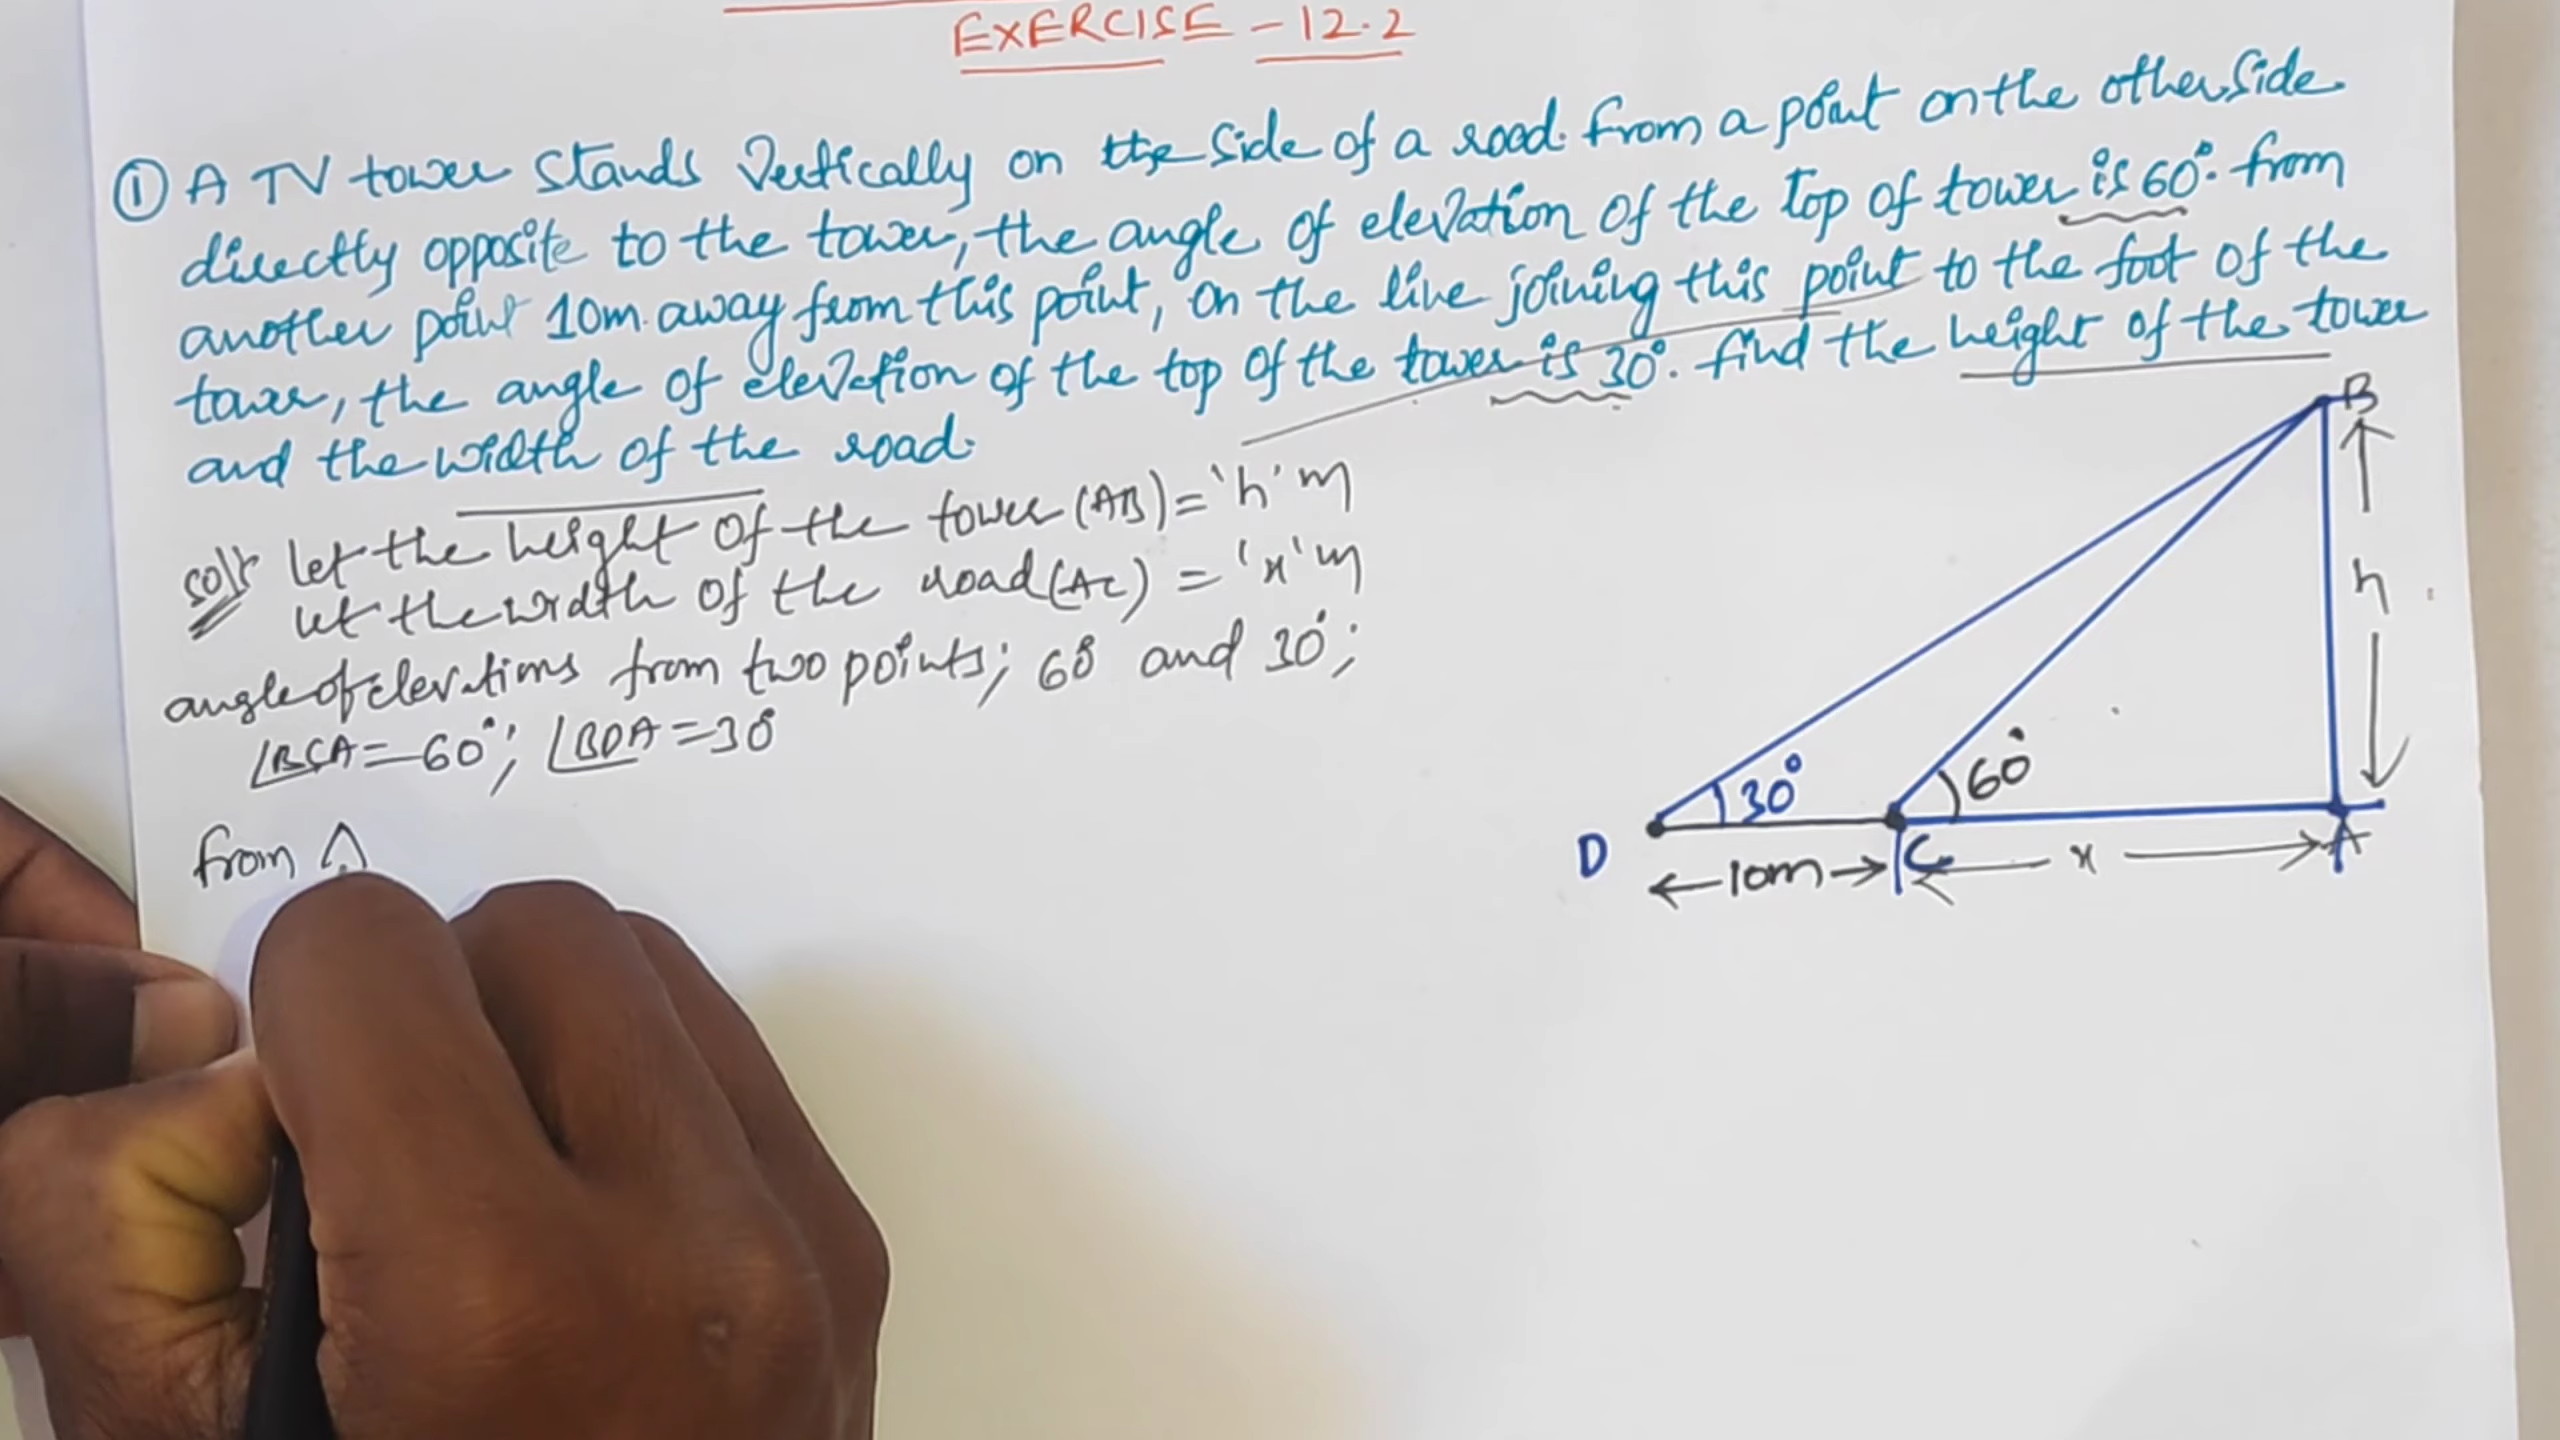 EXERCISE - 12.2
① A TV tower stands vertically on the side of a road. from a point on the other side
directly opposite to the tower, the angle of elevation of the top of tower is 60°. from
another point 10m away from this point, on the line joining this point to the foot of the
tower, the angle of elevation of the top of the tower is 30°. find the height of the tower
and the width of the road.
Let the height of the tower (AB) = 'h' m
let the width of the road (AC) = 'x' m
angle of elevations from two points; 60° and 30°;
∠BCA = 60°; ∠BDA = 30°
from △
B
h
30°
60°
D
C
A
10m
x